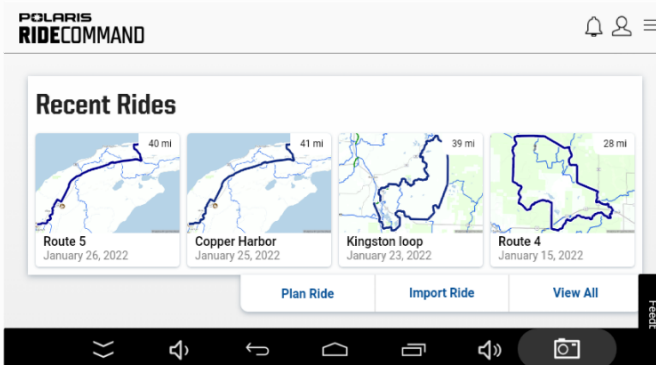 POLARIS
RIDECOMMAND
Recent Rides
40 mi
41 mi
39 mi
28 mi
Route 5
January 26, 2022
Copper Harbor
January 25, 2022
Kingston loop
January 23, 2022
Route 4
January 15, 2022
Plan Ride
Import Ride
View All